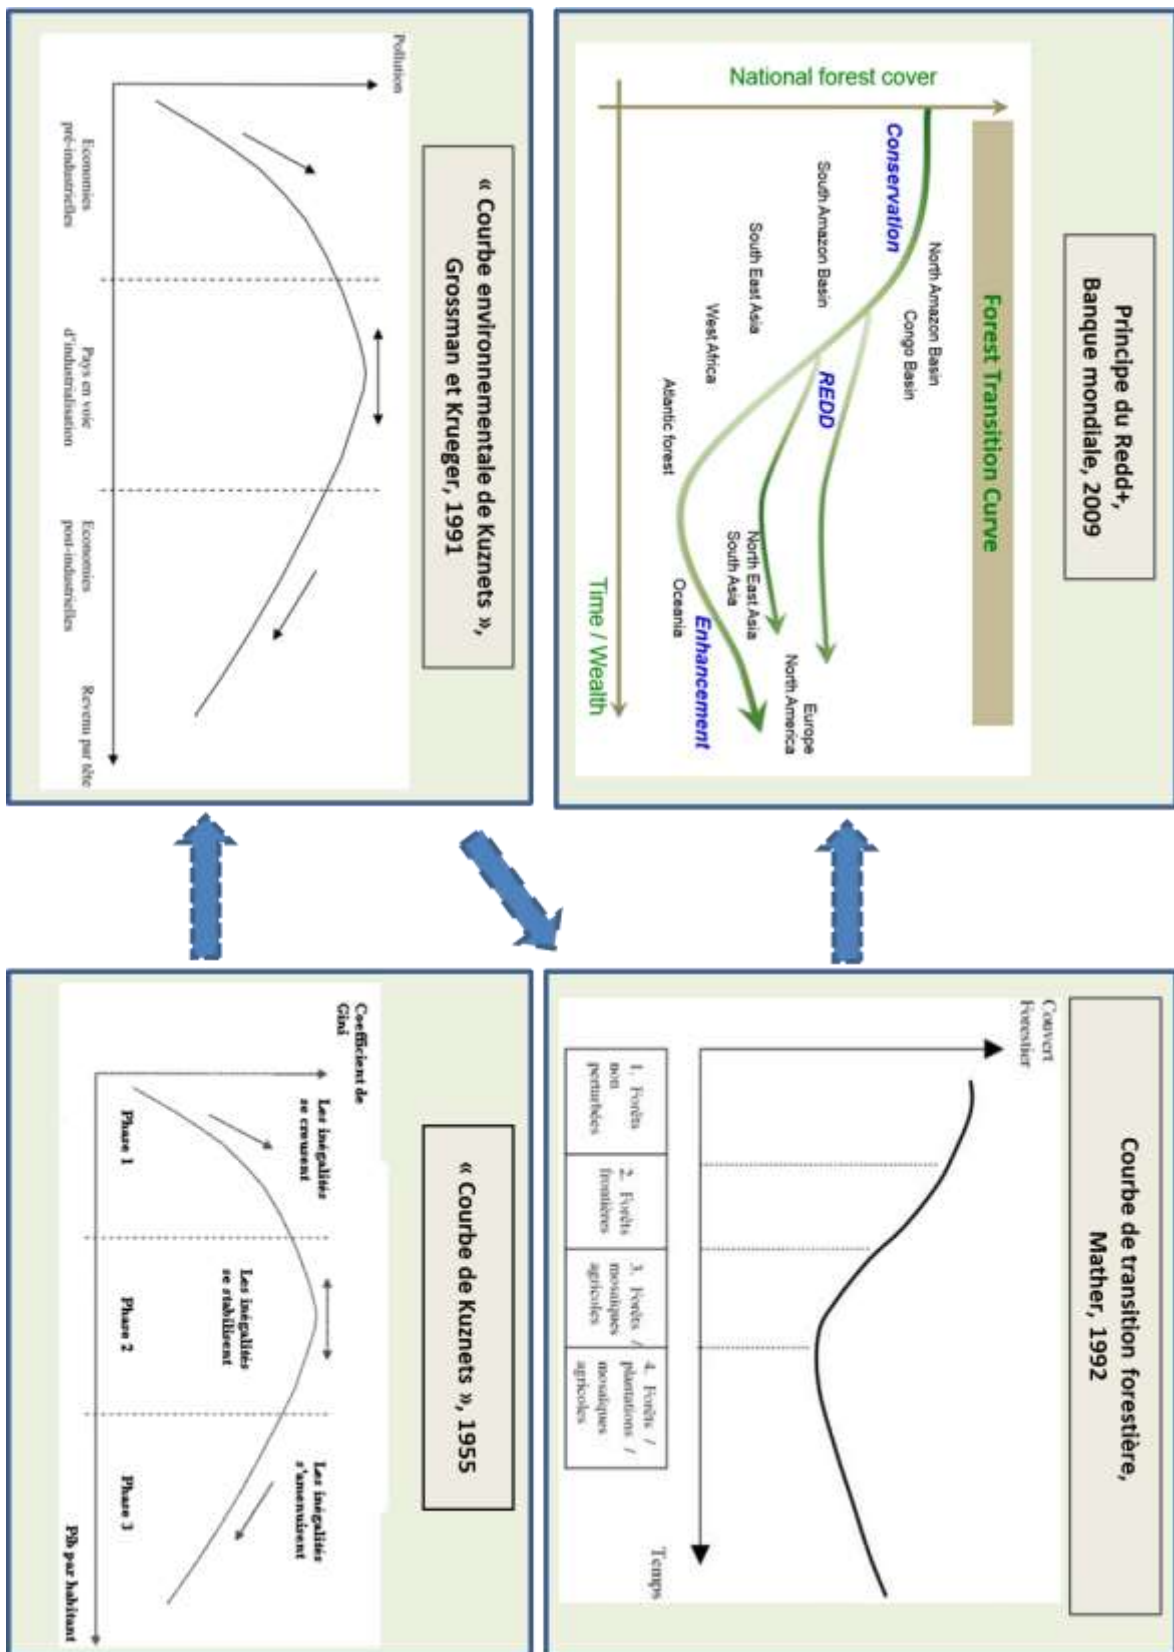 Principe du Redd+,
Banque mondiale, 2009
Forest Transition Curve
National forest cover
North Amazon Basin
Congo Basin
Conservation
South Amazon Basin
South East Asia
West Africa
REDD
Atlantic forest
North East Asia
South Asia
Oceania
Enhancement
Europe
North America
Time / Wealth
Courbe de transition forestière,
Mather, 1992
Couvert
Forestier
Temps
1. Forêts
non
perturbées
2. Forêts
frontières
3. Forêts /
mosaïques
agricoles
4. Forêts /
plantations /
mosaïques
agricoles
« Courbe environnementale de Kuznets »,
Grossman et Krueger, 1991
Pollution
Economies
pré-industrielles
Pays en voie
d'industrialisation
Economies
post-industrielles
Revenu par tête
« Courbe de Kuznets », 1955
Coefficient de
Gini
Les inégalités
se creusent
Les inégalités
se stabilisent
Les inégalités
s'amenuisent
Phase 1
Phase 2
Phase 3
Pib par habitant